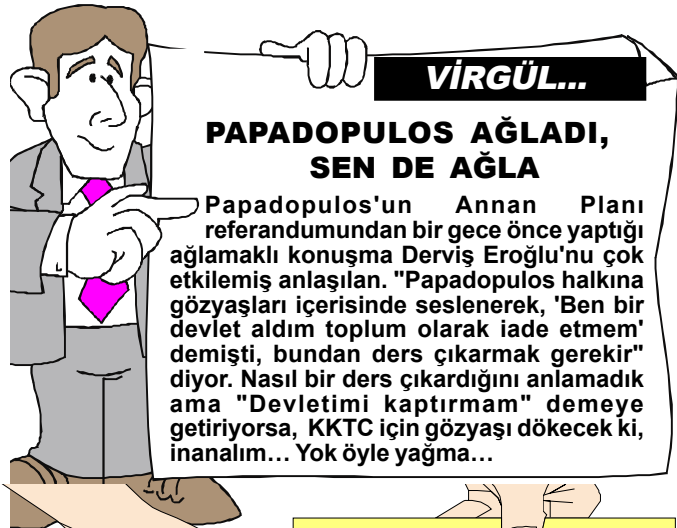 VİRGÜL...
PAPADOPULOS AĞLADI,
SEN DE AĞLA
Papadopulos'un Annan Planı
referandumundan bir gece önce yaptığı
ağlamaklı konuşma Derviş Eroğlu'nu çok
etkilemiş anlaşılan. "Papadopulos halkına
gözyaşları içerisinde seslenerek, 'Ben bir
devlet aldım toplum olarak iade etmem'
demişti, bundan ders çıkarmak gerekir"
diyor. Nasıl bir ders çıkardığını anlamadık
ama "Devletimi kaptırmam" demeye
getiriyorsa, KKTC için gözyaşı dökecek ki,
inanalım… Yok öyle yağma…